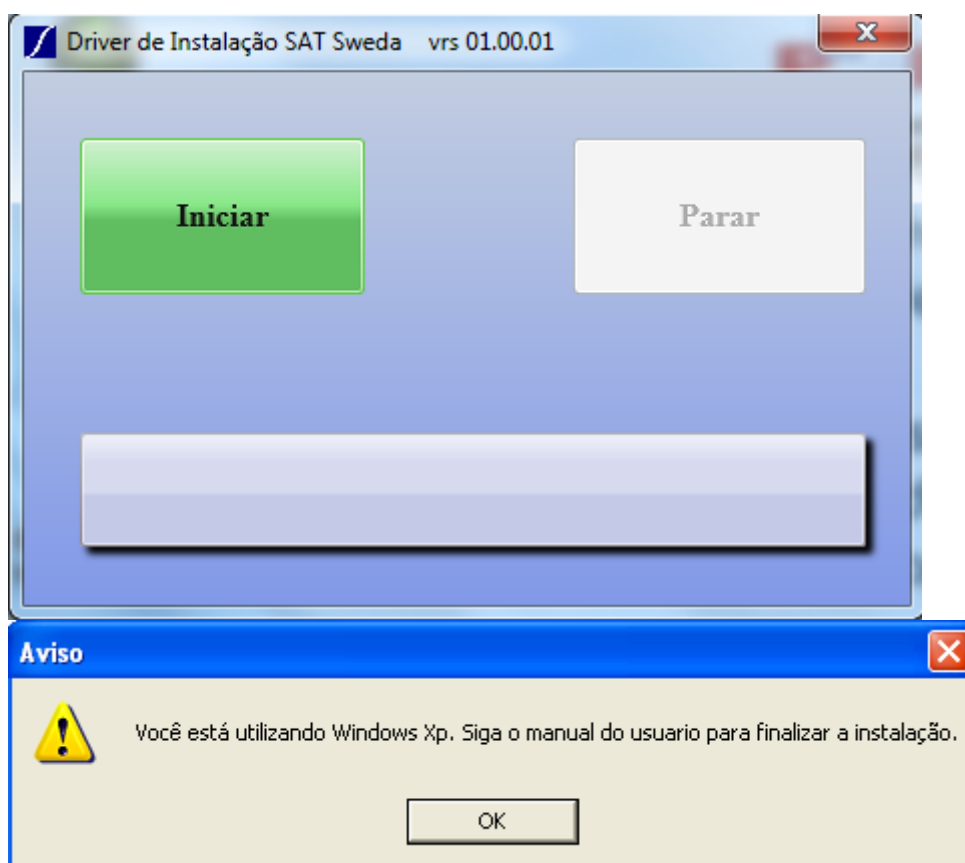 Driver de Instalação SAT Sweda vrs 01.00.01
Iniciar
Parar
Aviso
Você está utilizando Windows Xp. Siga o manual do usuario para finalizar a instalação.
OK